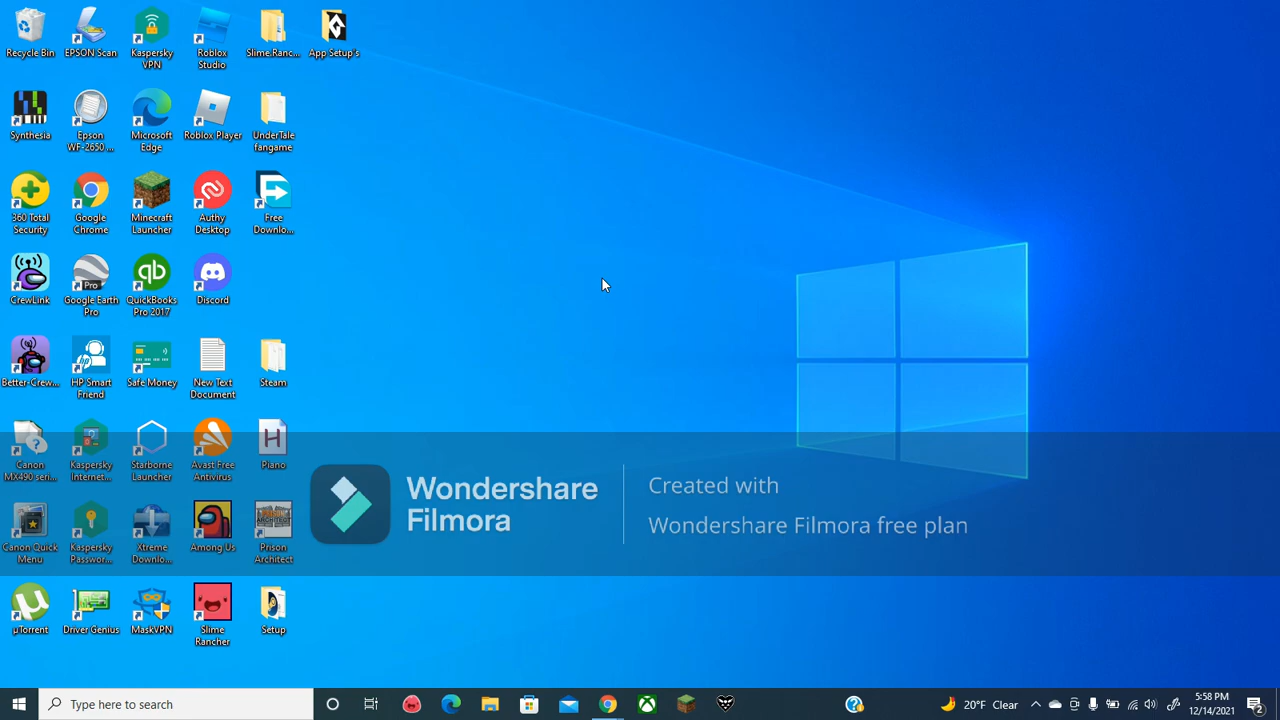 Recycle Bin
EPSON Scan
Kaspersky
VPN
Roblox
Studio
Slime.Ranc...
App Setup's
Synthesia
Epson
WF-2650 ...
Microsoft
Edge
Roblox Player
UnderTale
fangame
360 Total
Security
Google
Chrome
Minecraft
Launcher
Authy
Desktop
Free
Downlo...
CrewLink
Pro
Google Earth
Pro
qb
QuickBooks
Pro 2017
Discord
Better-Crew...
HP Smart
Friend
Safe Money
New Text
Document
Steam
Canon
MX490 seri...
Kaspersky
Internet...
Starborne
Launcher
Avast Free
Antivirus
H
Piano
Canon Quick
Menu
Kaspersky
Passwor...
Xtreme
Downlo...
Among Us
Prison
Architect
Wondershare
Filmora
Created with
Wondershare Filmora free plan
µTorrent
Driver Genius
MaskVPN
Slime
Rancher
Setup
Type here to search
20°F Clear
5:58 PM
12/14/2021
2